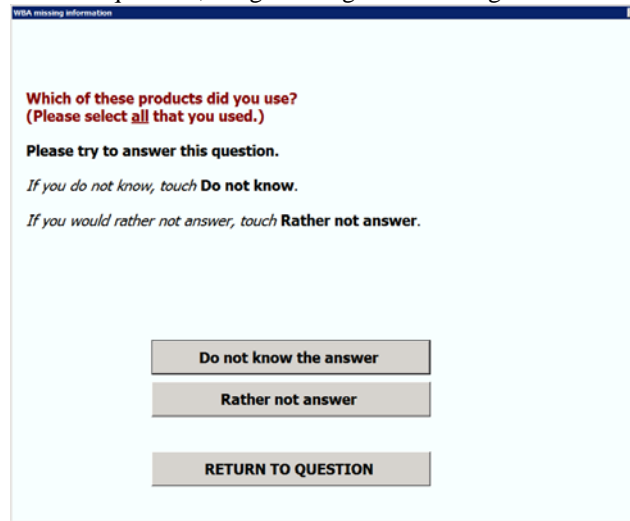 WBA missing information
Which of these products did you use?
(Please select all that you used.)
Please try to answer this question.
If you do not know, touch Do not know.
If you would rather not answer, touch Rather not answer.
Do not know the answer
Rather not answer
RETURN TO QUESTION